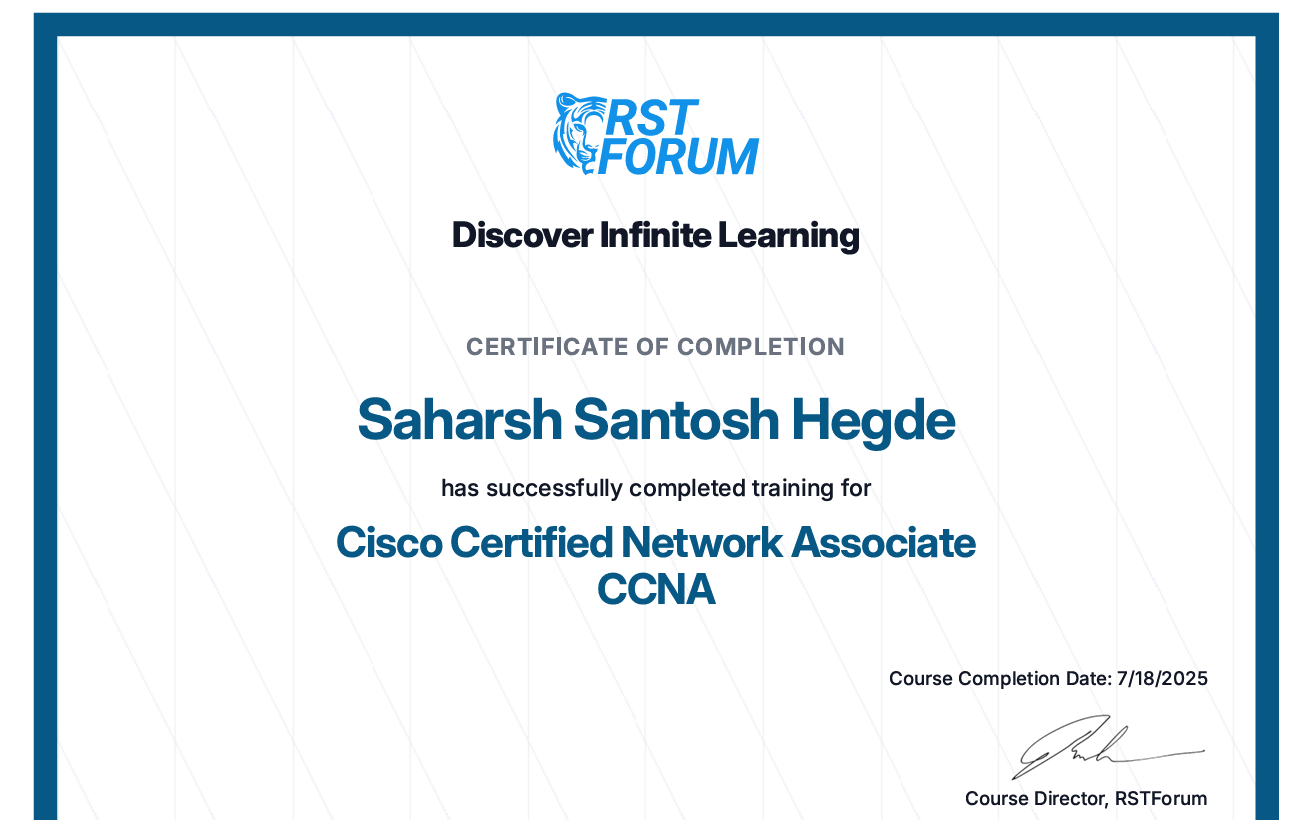 RST
FORUM
Discover Infinite Learning
CERTIFICATE OF COMPLETION
Saharsh Santosh Hegde
has successfully completed training for
Cisco Certified Network Associate
CCNA
Course Completion Date: 7/18/2025
Course Director, RSTForum